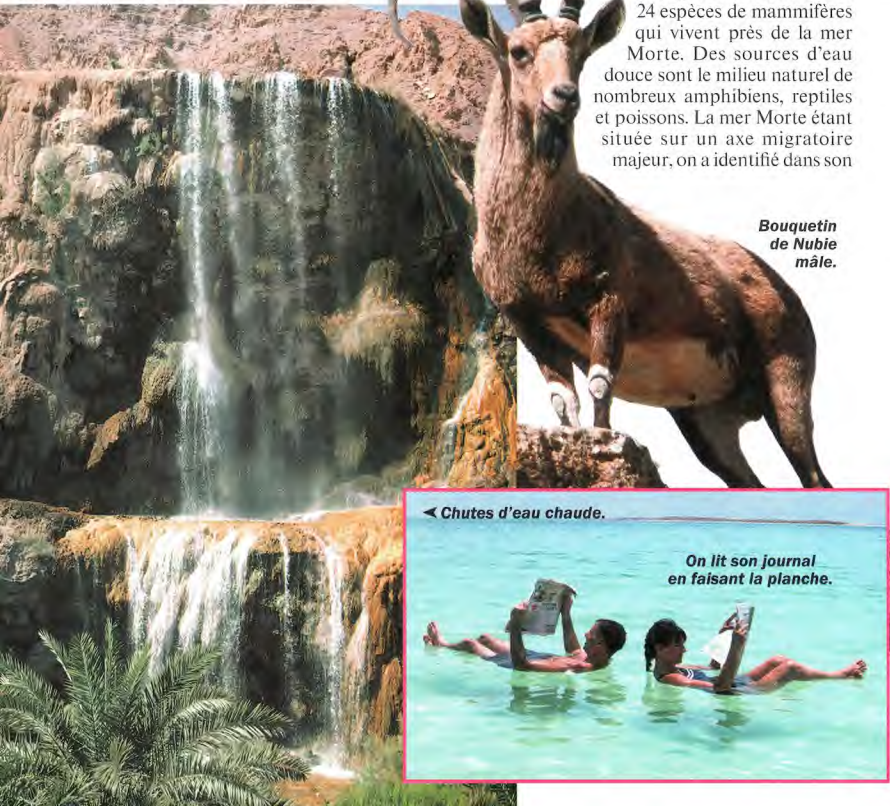 24 espèces de mammifères
qui vivent près de la mer
Morte. Des sources d'eau
douce sont le milieu naturel de
nombreux amphibiens, reptiles
et poissons. La mer Morte étant
située sur un axe migratoire
majeur, on a identifié dans son
Bouquetin
de Nubie
mâle.
◄ Chutes d'eau chaude.
On lit son journal
en faisant la planche.